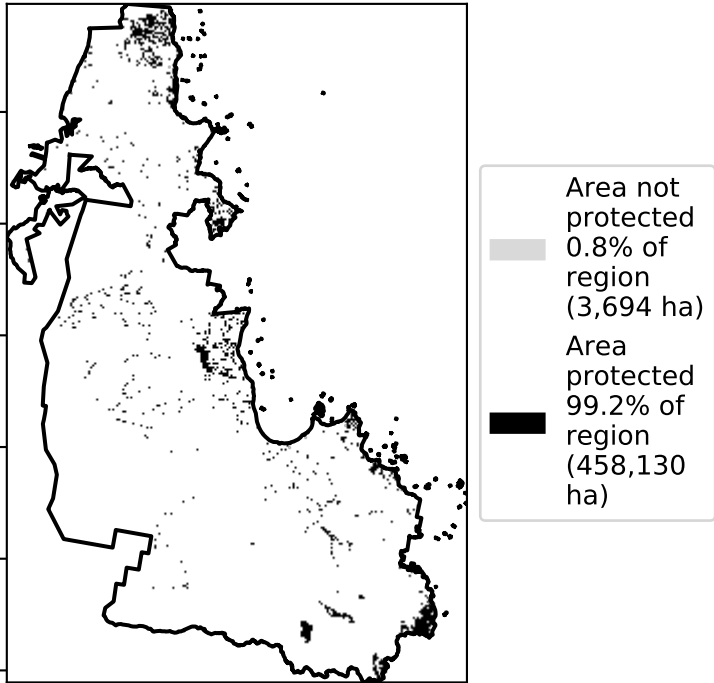 Area not
protected
0.8% of
region
(3,694 ha)
Area
protected
99.2% of
region
(458,130
ha)